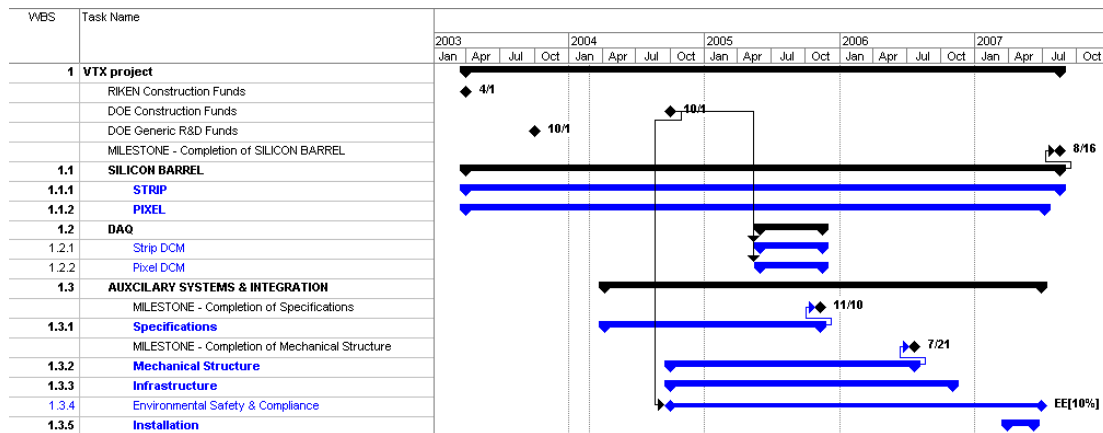 WBS Task Name
2003 2004 2005 2006 2007
Jan Apr Jul Oct Jan Apr Jul Oct Jan Apr Jul Oct Jan Apr Jul Oct Jan Apr Jul Oct
1 VTX project
RIKEN Construction Funds 4/1
DOE Construction Funds 10/1
DOE Generic R&D Funds 10/1
MILESTONE - Completion of SILICON BARREL 8/16
1.1 SILICON BARREL
1.1.1 STRIP
1.1.2 PIXEL
1.2 DAQ
1.2.1 Strip DCM
1.2.2 Pixel DCM
1.3 AUXCILARY SYSTEMS & INTEGRATION
MILESTONE - Completion of Specifications 11/10
1.3.1 Specifications
MILESTONE - Completion of Mechanical Structure 7/21
1.3.2 Mechanical Structure
1.3.3 Infrastructure
1.3.4 Environmental Safety & Compliance EE[10%]
1.3.5 Installation